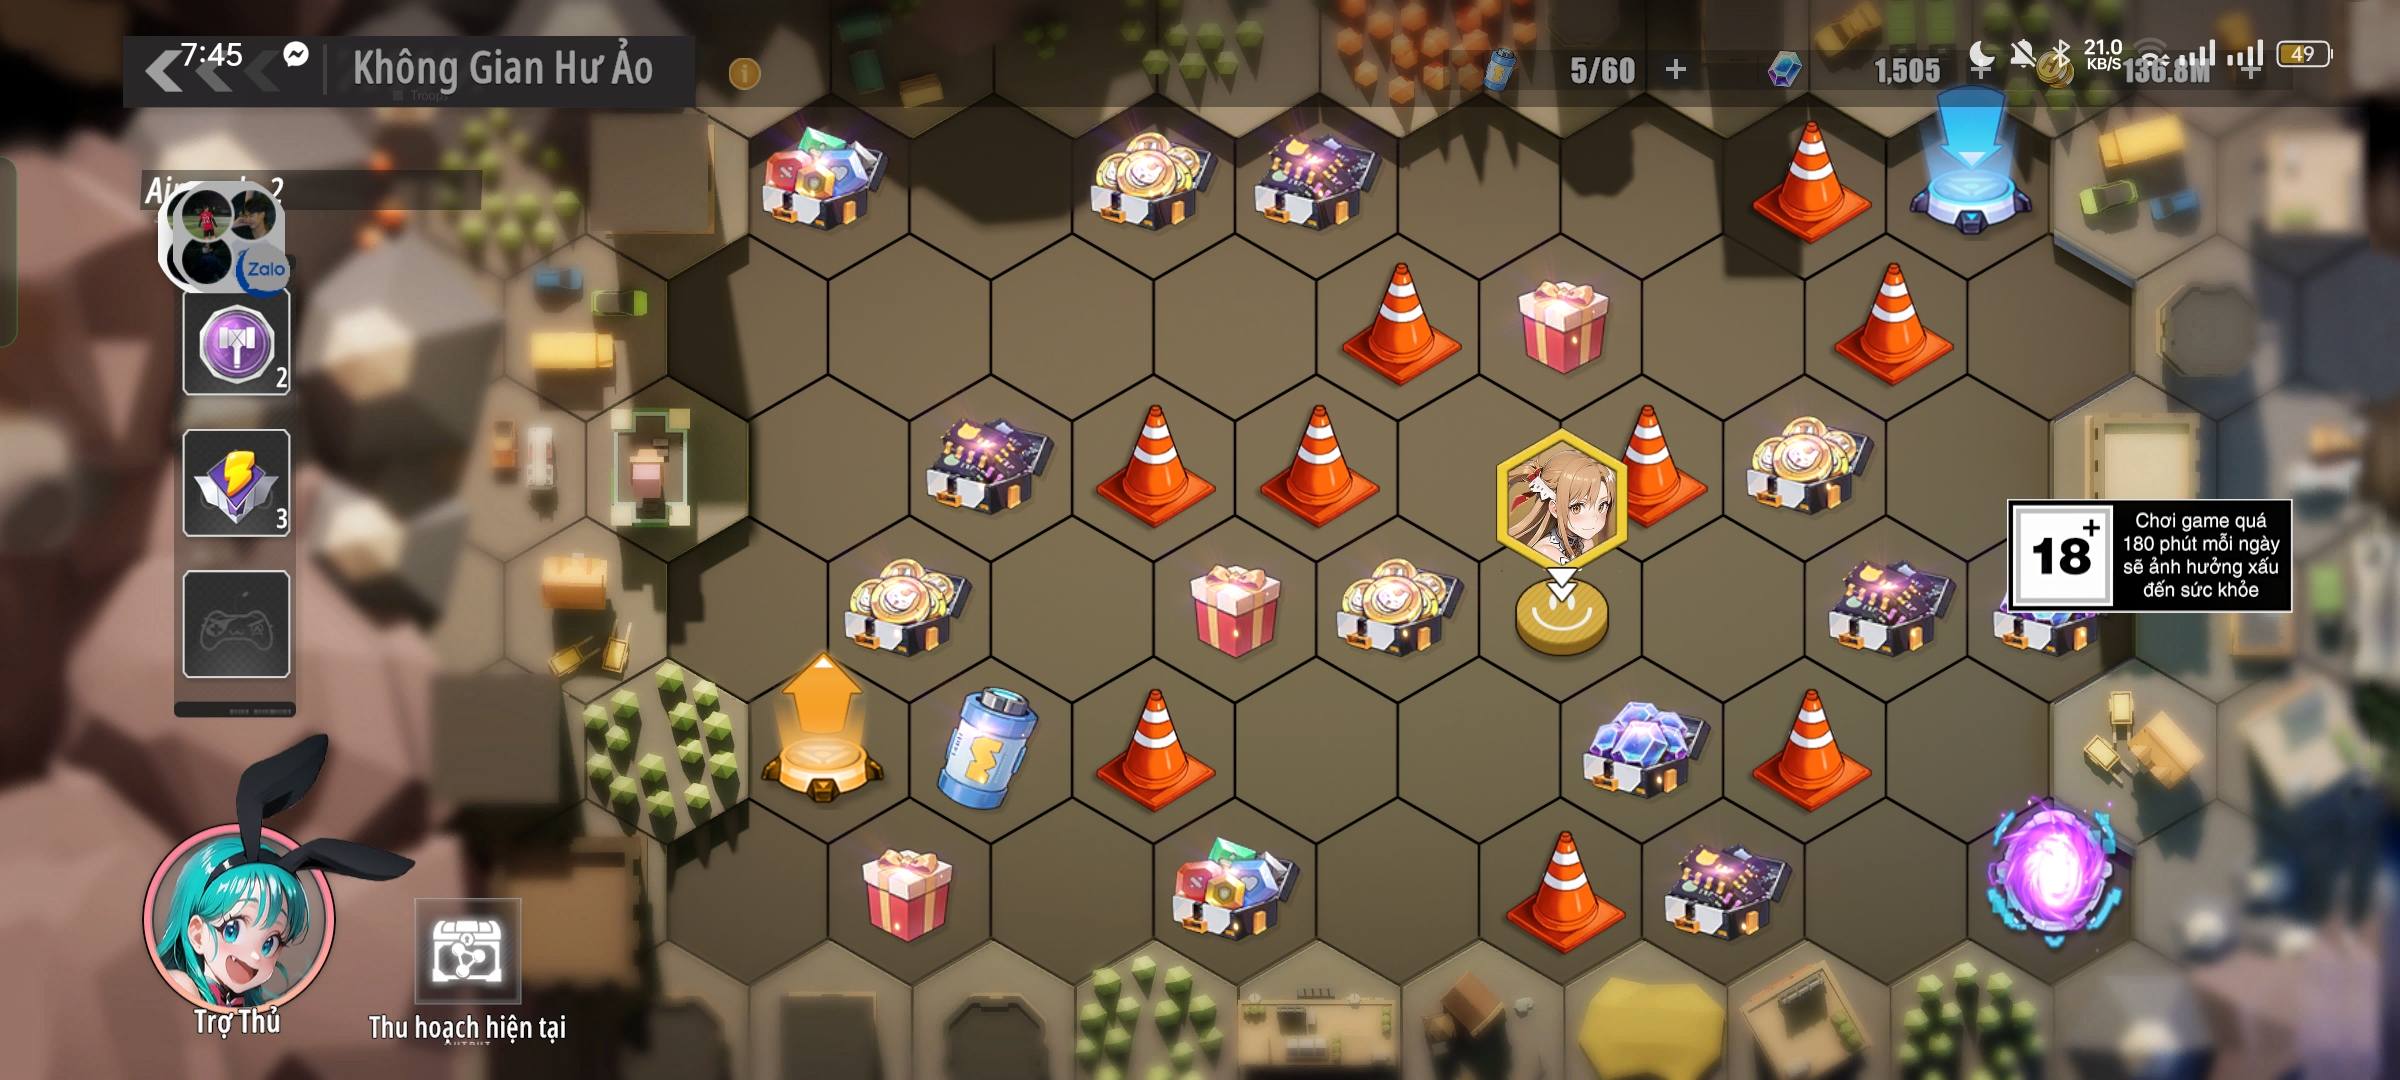 7:45
Không Gian Hư Ảo
5/60
1,505
136.8M
21.0
KB/S
49
Zalo
2
3
18+
Chơi game quá
180 phút mỗi ngày
sẽ ảnh hưởng xấu
đến sức khỏe
Trợ Thủ
Thu hoạch hiện tại